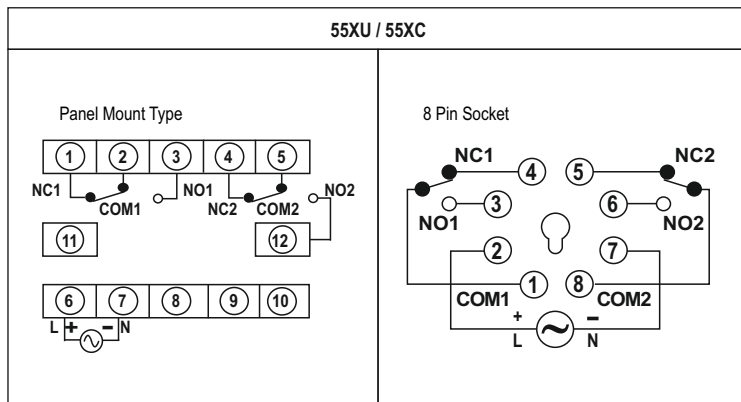 55XU / 55XC
Panel Mount Type
1 2 3 4 5
NC1 COM1 NO1 NC2 COM2 NO2
11 12
6 7 8 9 10
L + − N
8 Pin Socket
NC1 4 5 NC2
NO1 3 6 NO2
2 7
COM1 1 8 COM2
+ −
L N